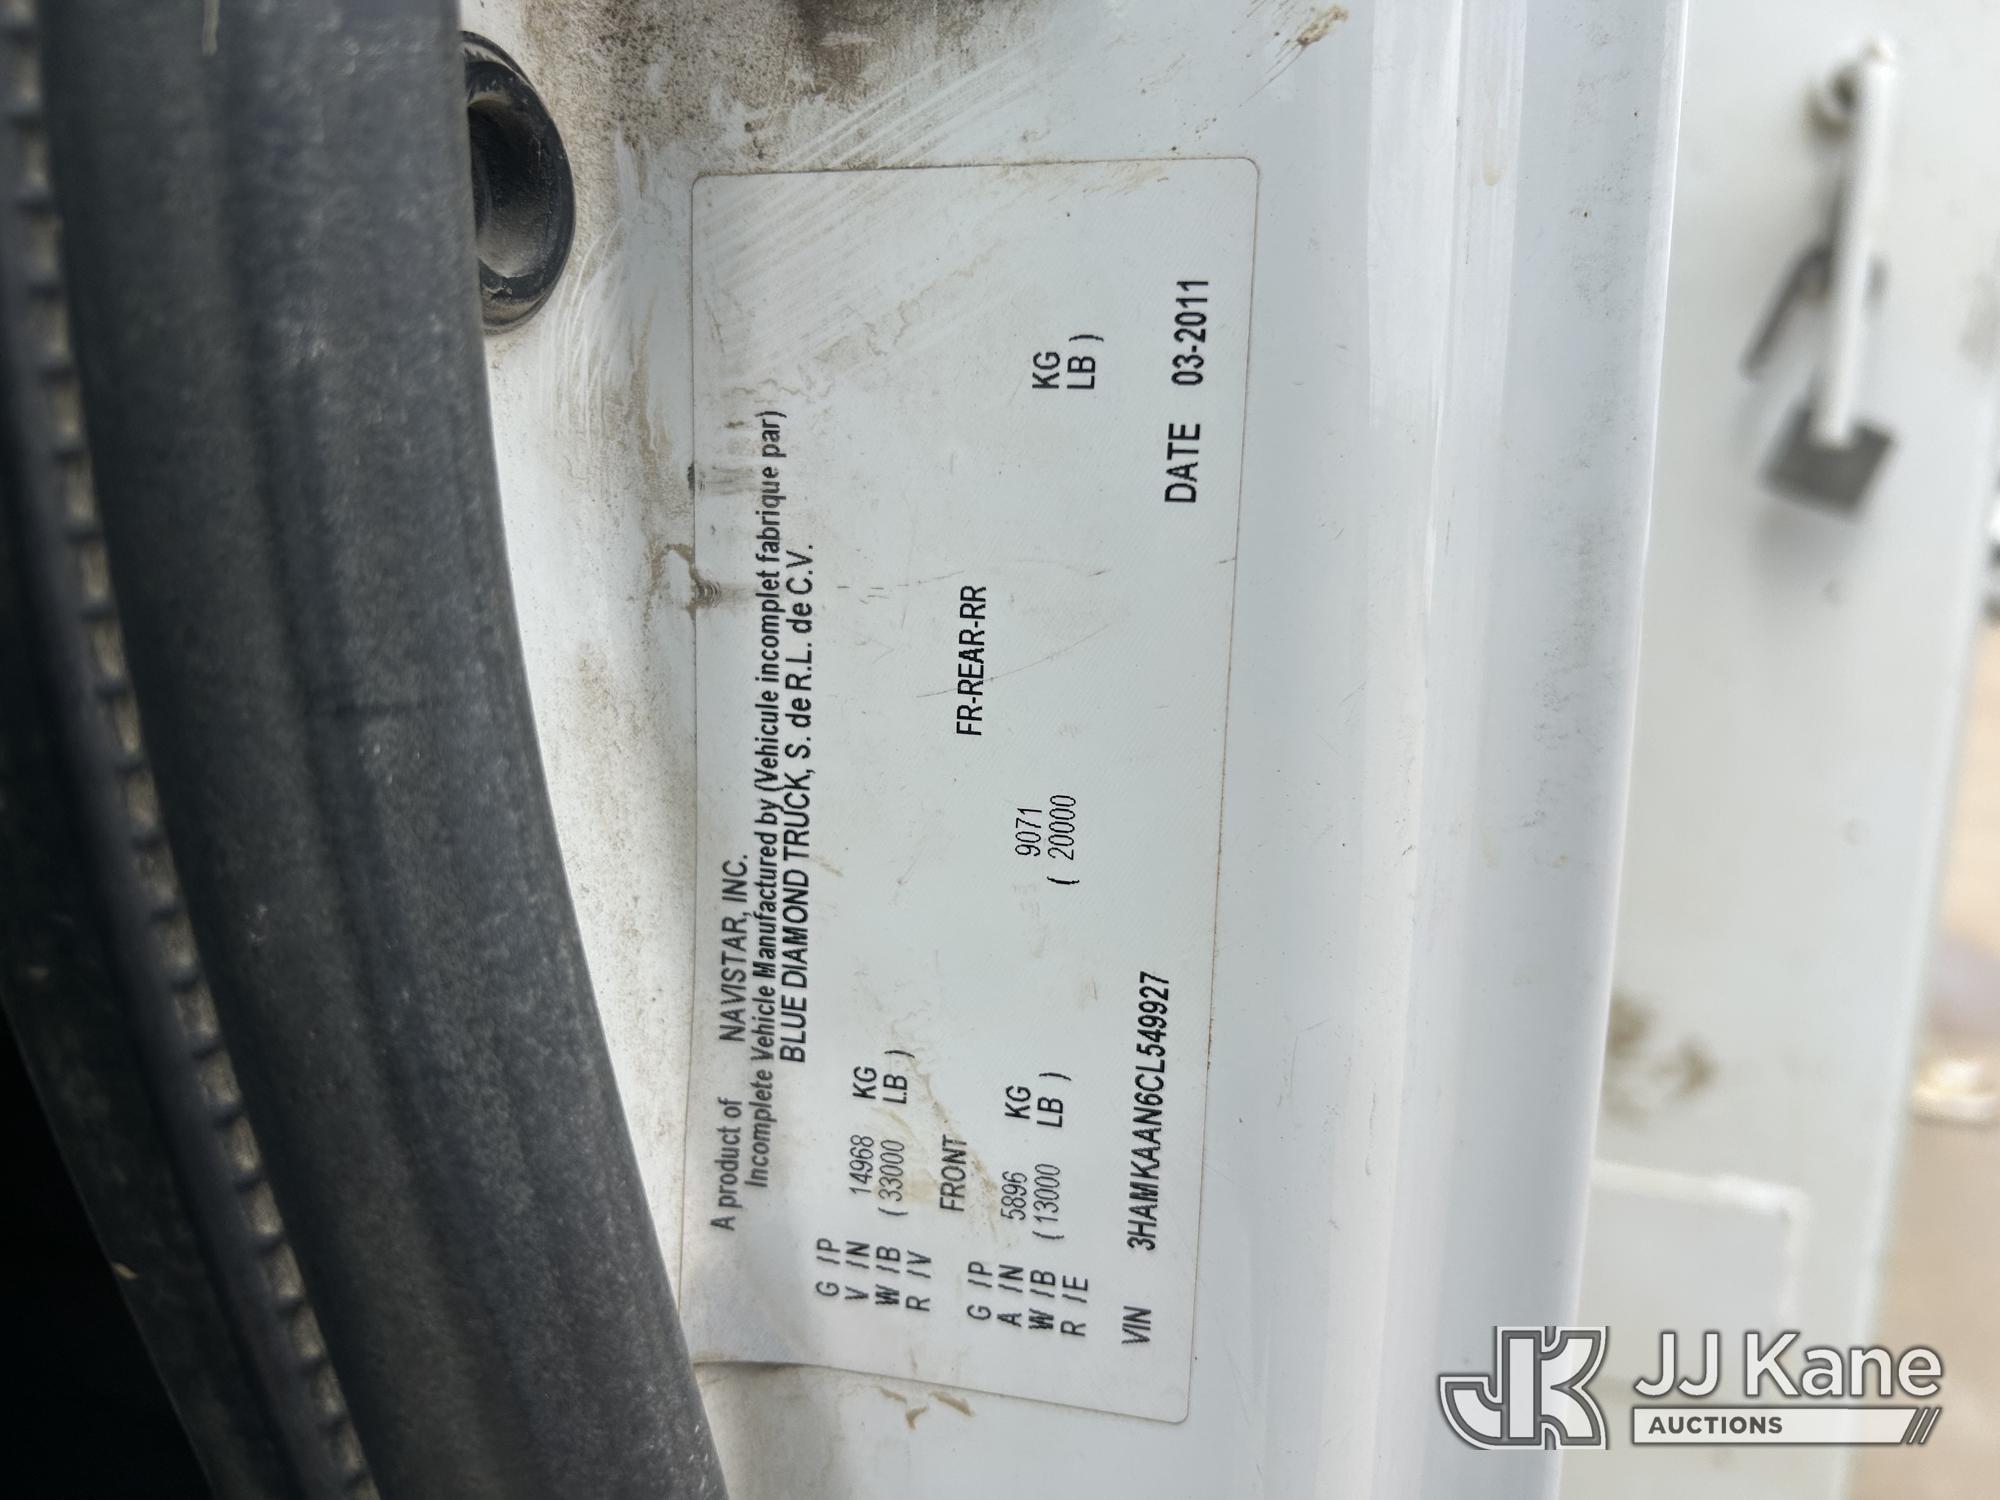 A product of NAVISTAR, INC.
Incomplete Vehicle Manufactured by (Vehicule incomplet fabrique par)
BLUE DIAMOND TRUCK, S. de R.L. de C.V.
G /P
V /N 14968 KG
W /B ( 33000 LB )
R /V
FRONT FR-REAR-RR
G /P
A /N 5896 KG 9071 KG
W /B ( 13000 LB ) ( 20000 LB )
R /E
VIN 3HAMKAAN6CL549927 DATE 03-2011
JK JJ Kane
AUCTIONS